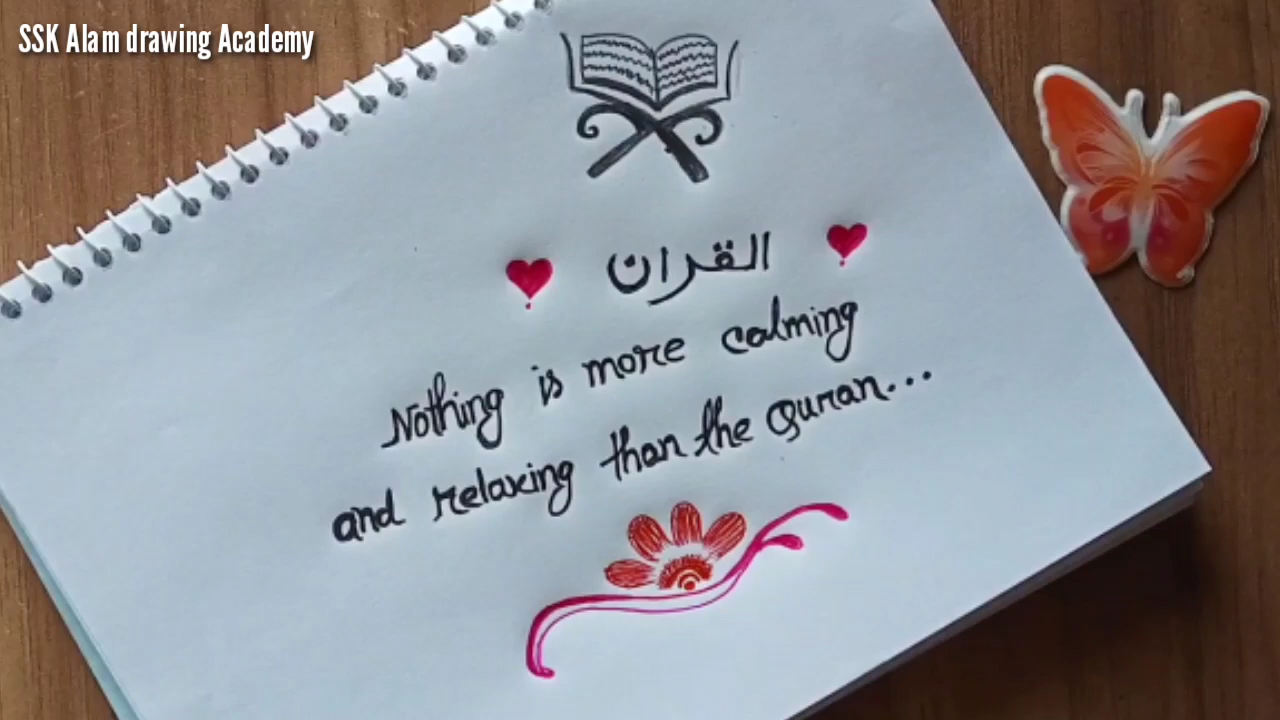 SSK Alam drawing Academy
القران
Nothing is more calming
and relaxing than the Quran...